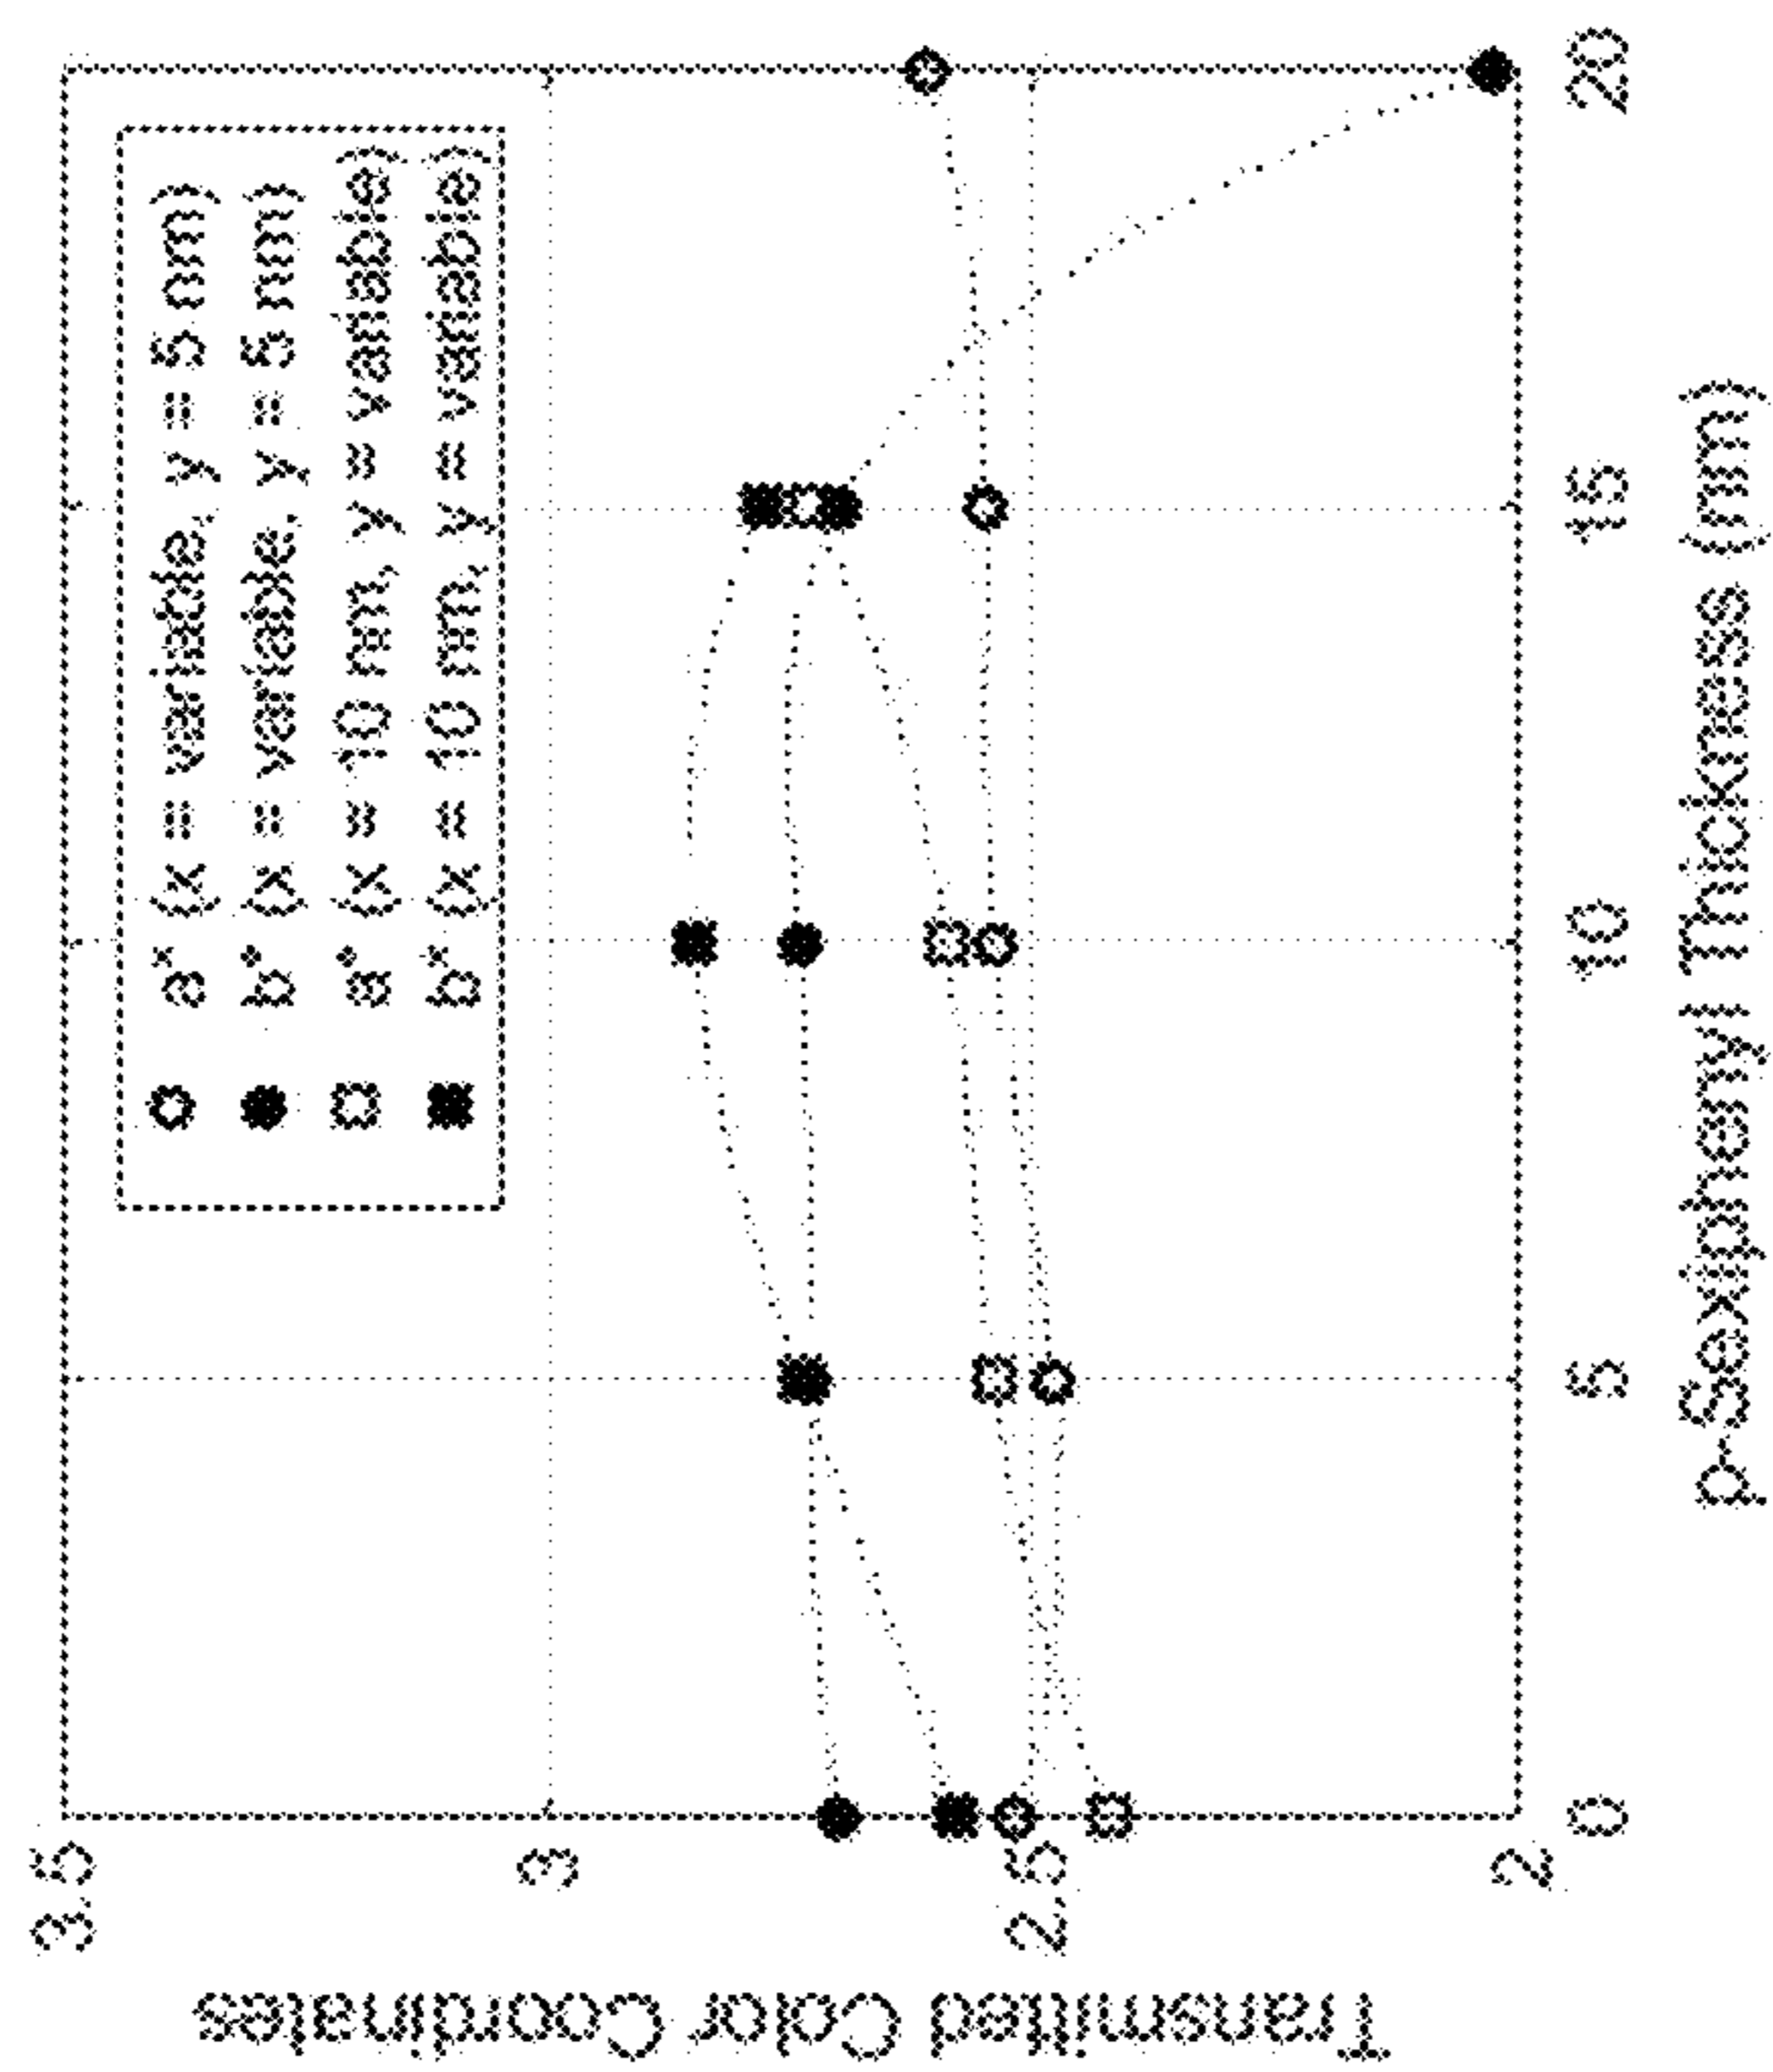 Transmitted Color Coordinates
3.5
3
2.5
2
a* (x = variable, y = 5 nm)
b* (x = variable, y = 5 nm)
a* (x = 10 nm, y = variable)
b* (x = 10 nm, y = variable)
0 5 10 15 20
p-Sexiphenyl Thickness (nm)